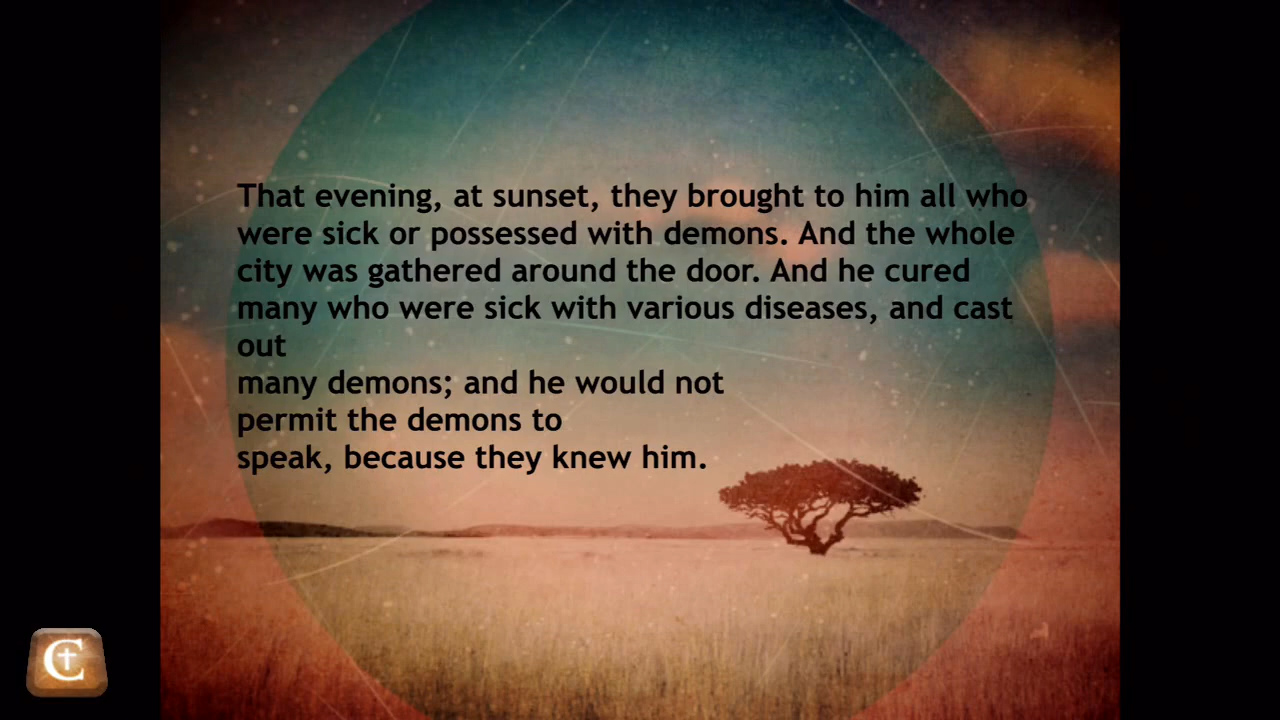 That evening, at sunset, they brought to him all who
were sick or possessed with demons. And the whole
city was gathered around the door. And he cured
many who were sick with various diseases, and cast
out
many demons; and he would not
permit the demons to
speak, because they knew him.
C